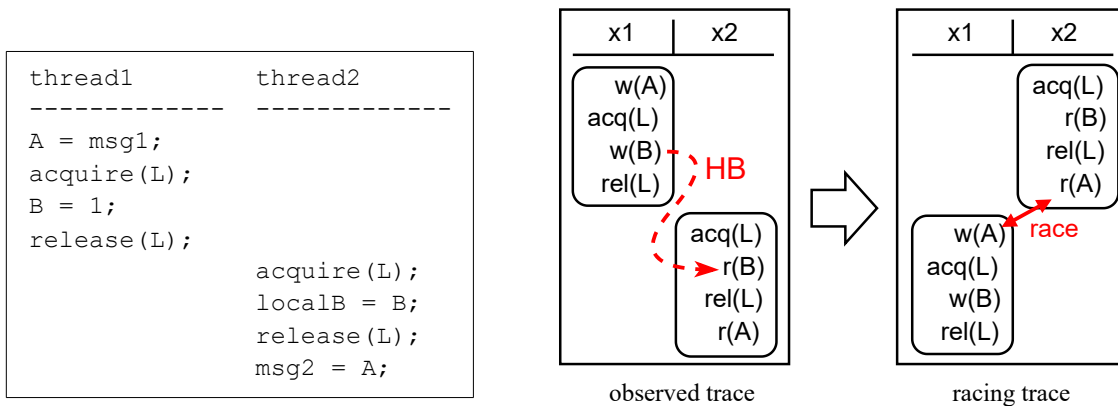 thread1 thread2
------------- -------------
A = msg1;
acquire(L);
B = 1;
release(L);
acquire(L);
localB = B;
release(L);
msg2 = A;
x1 x2
w(A)
acq(L)
w(B)
rel(L)
HB
acq(L)
r(B)
rel(L)
r(A)
observed trace
x1 x2
acq(L)
r(B)
rel(L)
r(A)
race
w(A)
acq(L)
w(B)
rel(L)
racing trace